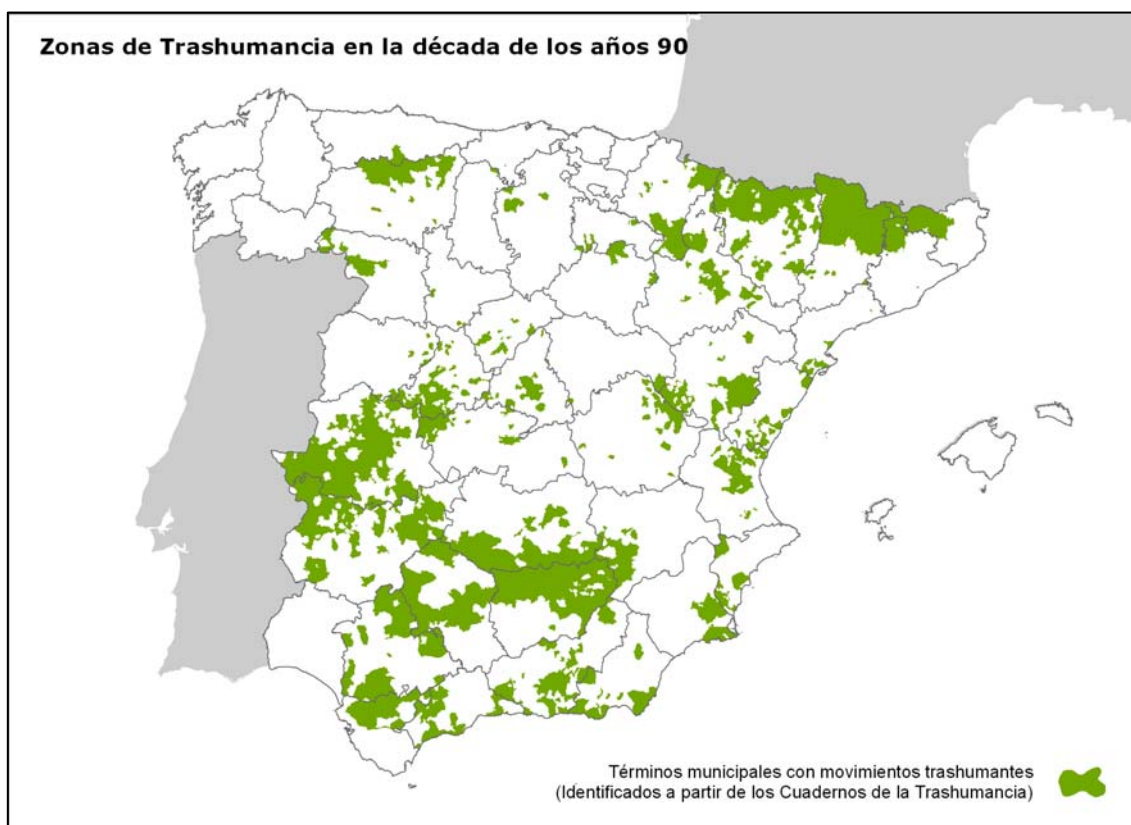 Zonas de Trashumancia en la década de los años 90
Términos municipales con movimientos trashumantes
(Identificados a partir de los Cuadernos de la Trashumancia)